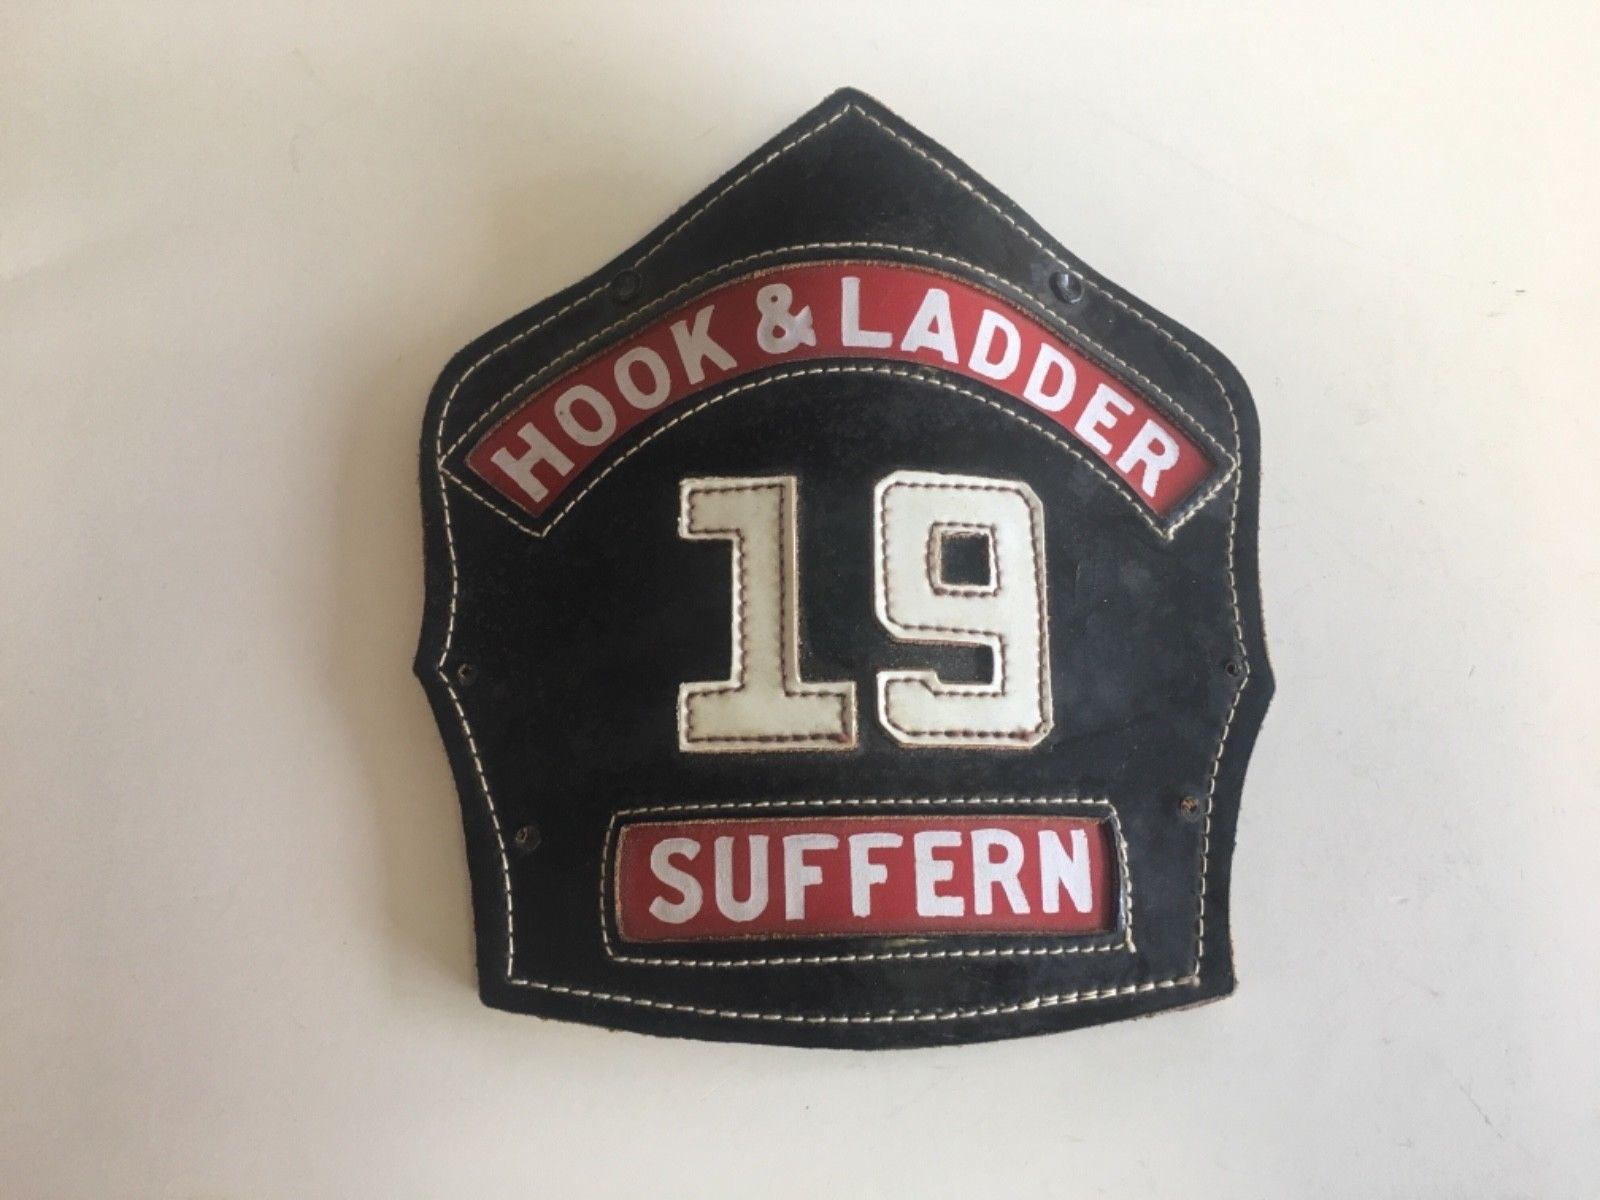 HOOK & LADDER
19
SUFFERN